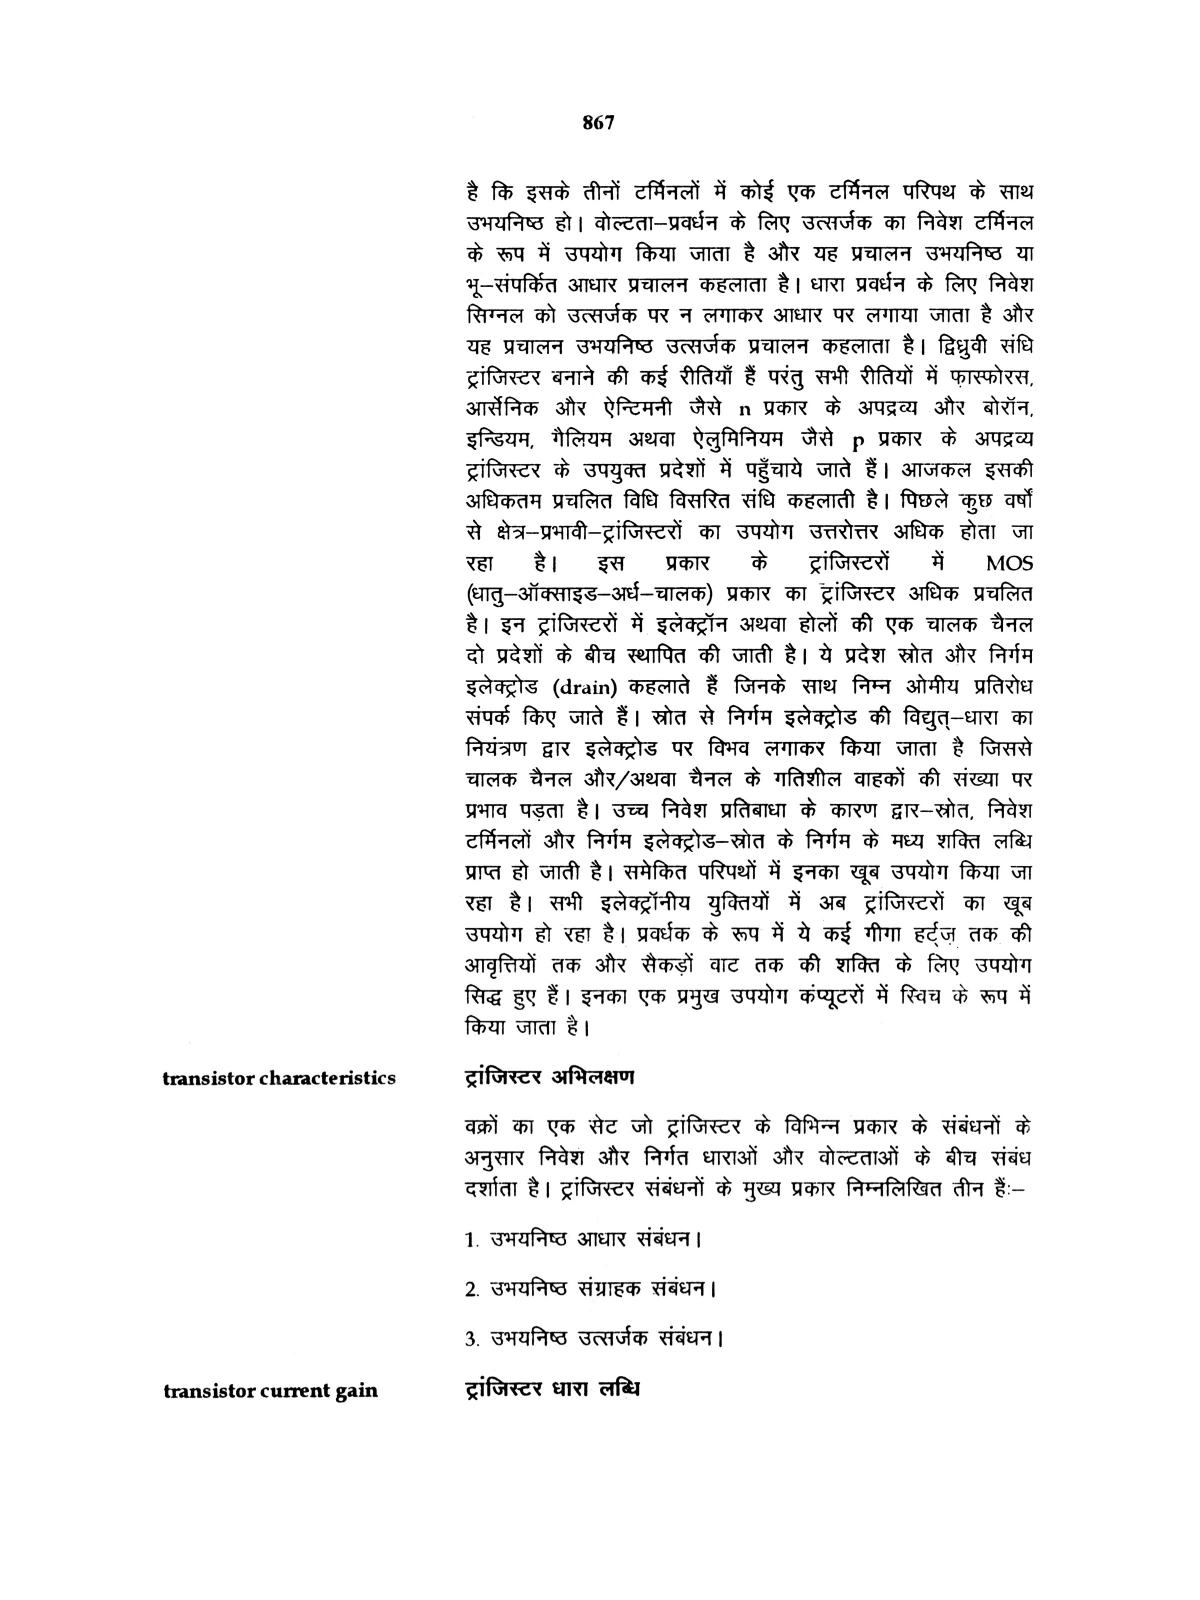 867
है कि इसके तीनों टर्मिनलों में कोई एक टर्मिनल परिपथ के साथ
उभयनिष्ठ हो। वोल्टता–प्रवर्धन के लिए उत्सर्जक का निवेश टर्मिनल
के रूप में उपयोग किया जाता है और यह प्रचालन उभयनिष्ठ या
भू–संपर्कित आधार प्रचालन कहलाता है। धारा प्रवर्धन के लिए निवेश
सिग्नल को उत्सर्जक पर न लगाकर आधार पर लगाया जाता है और
यह प्रचालन उभयनिष्ठ उत्सर्जक प्रचालन कहलाता है। द्विध्रुवी संधि
ट्रांजिस्टर बनाने की कई रीतियाँ हैं परंतु सभी रीतियों में फ़ास्फोरस,
आर्सेनिक और ऐन्टिमनी जैसे n प्रकार के अपद्रव्य और बोरॉन,
इन्डियम, गैलियम अथवा ऐलुमिनियम जैसे p प्रकार के अपद्रव्य
ट्रांजिस्टर के उपयुक्त प्रदेशों में पहुँचाये जाते हैं। आजकल इसकी
अधिकतम प्रचलित विधि विसरित संधि कहलाती है। पिछले कुछ वर्षों
से क्षेत्र–प्रभावी–ट्रांजिस्टरों का उपयोग उत्तरोत्तर अधिक होता जा
रहा है। इस प्रकार के ट्रांजिस्टरों में MOS
(धातु–ऑक्साइड–अर्ध–चालक) प्रकार का ट्रांजिस्टर अधिक प्रचलित
है। इन ट्रांजिस्टरों में इलेक्ट्रॉन अथवा होलों की एक चालक चैनल
दो प्रदेशों के बीच स्थापित की जाती है। ये प्रदेश स्रोत और निर्गम
इलेक्ट्रोड (drain) कहलाते हैं जिनके साथ निम्न ओमीय प्रतिरोध
संपर्क किए जाते हैं। स्रोत से निर्गम इलेक्ट्रोड की विद्युत्–धारा का
नियंत्रण द्वार इलेक्ट्रोड पर विभव लगाकर किया जाता है जिससे
चालक चैनल और/अथवा चैनल के गतिशील वाहकों की संख्या पर
प्रभाव पड़ता है। उच्च निवेश प्रतिबाधा के कारण द्वार–स्रोत, निवेश
टर्मिनलों और निर्गम इलेक्ट्रोड–स्रोत के निर्गम के मध्य शक्ति लब्धि
प्राप्त हो जाती है। समेकित परिपथों में इनका खूब उपयोग किया जा
रहा है। सभी इलेक्ट्रॉनीय युक्तियों में अब ट्रांजिस्टरों का खूब
उपयोग हो रहा है। प्रवर्धक के रूप में ये कई गीगा हर्ट्ज़ तक की
आवृत्तियों तक और सैकड़ों वाट तक की शक्ति के लिए उपयोग
सिद्ध हुए हैं। इनका एक प्रमुख उपयोग कंप्यूटरों में स्विच के रूप में
किया जाता है।
transistor characteristics ट्रांजिस्टर अभिलक्षण
वक्रों का एक सेट जो ट्रांजिस्टर के विभिन्न प्रकार के संबंधनों के
अनुसार निवेश और निर्गत धाराओं और वोल्टताओं के बीच संबंध
दर्शाता है। ट्रांजिस्टर संबंधनों के मुख्य प्रकार निम्नलिखित तीन हैं:–
1. उभयनिष्ठ आधार संबंधन।
2. उभयनिष्ठ संग्राहक संबंधन।
3. उभयनिष्ठ उत्सर्जक संबंधन।
transistor current gain ट्रांजिस्टर धारा लब्धि